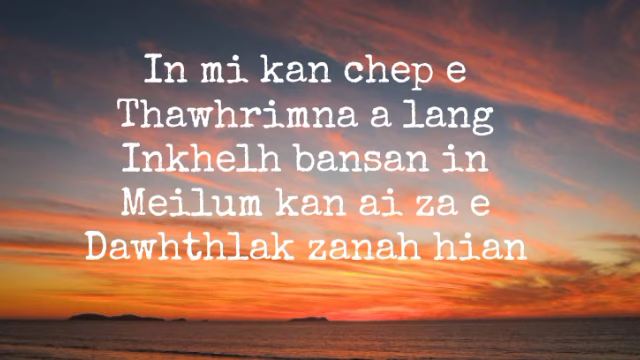 In mi kan chep e
Thawhrimna a lang
Inkhelh bansan in
Meilum kan ai za e
Dawhthlak zanah hian